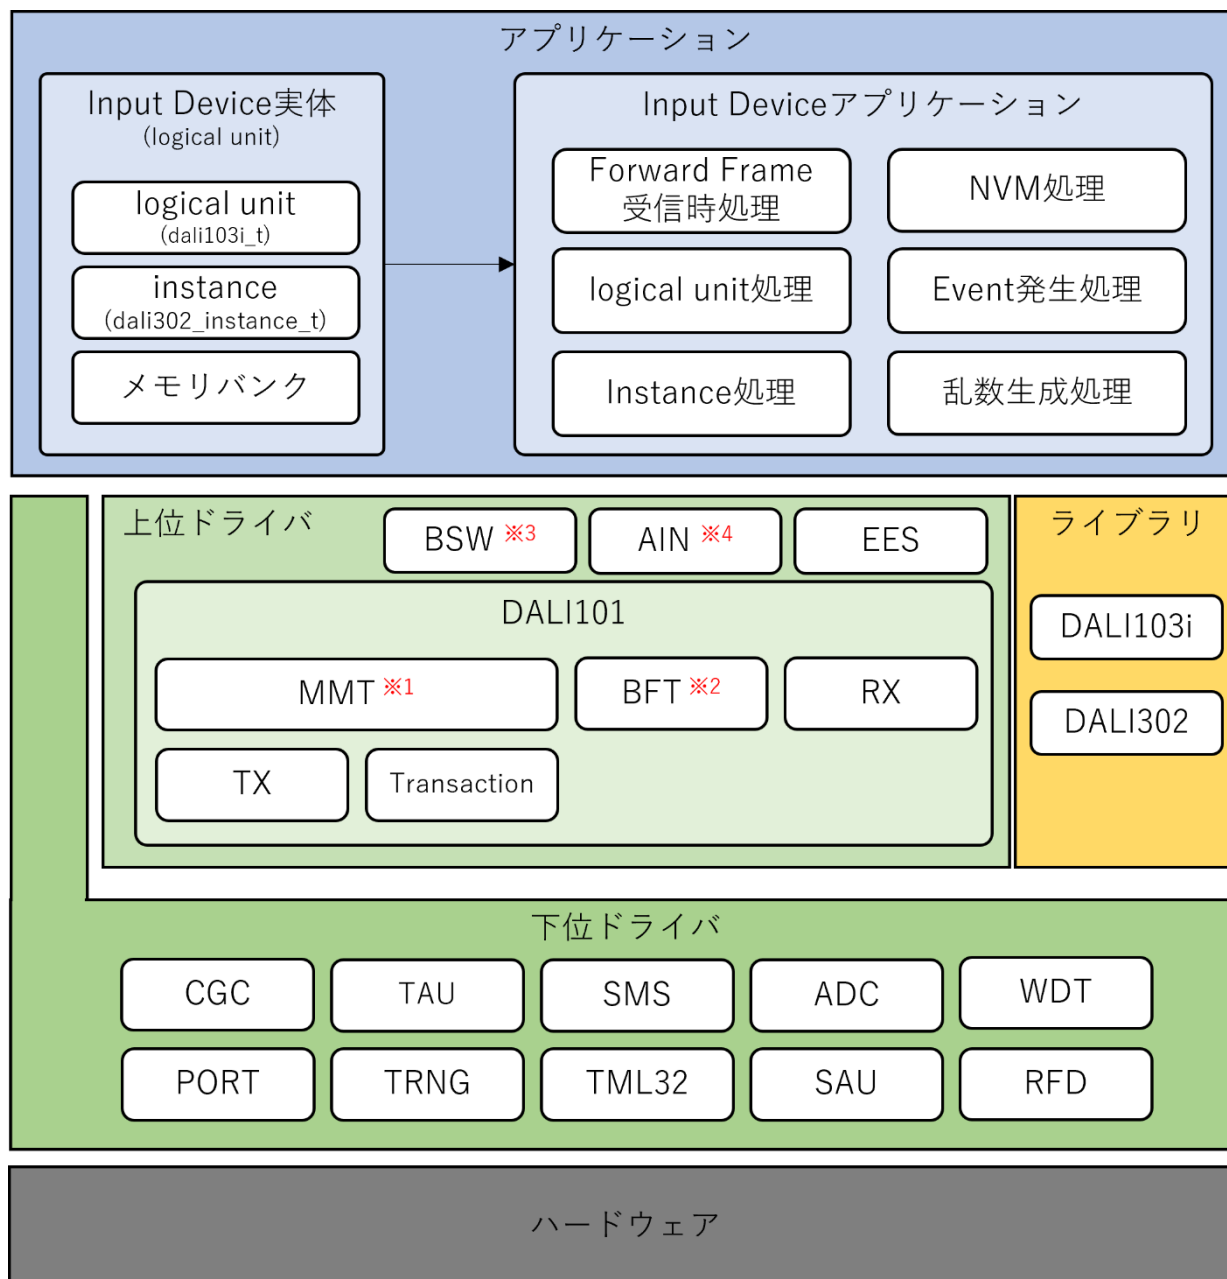 アプリケーション
Input Device実体
(logical unit)
logical unit
(dali103i_t)
instance
(dali302_instance_t)
メモリバンク
Input Deviceアプリケーション
Forward Frame
受信時処理
NVM処理
logical unit処理
Event発生処理
Instance処理
乱数生成処理
上位ドライバ
BSW ※3
AIN ※4
EES
DALI101
MMT ※1
BFT ※2
RX
TX
Transaction
ライブラリ
DALI103i
DALI302
下位ドライバ
CGC
TAU
SMS
ADC
WDT
PORT
TRNG
TML32
SAU
RFD
ハードウェア